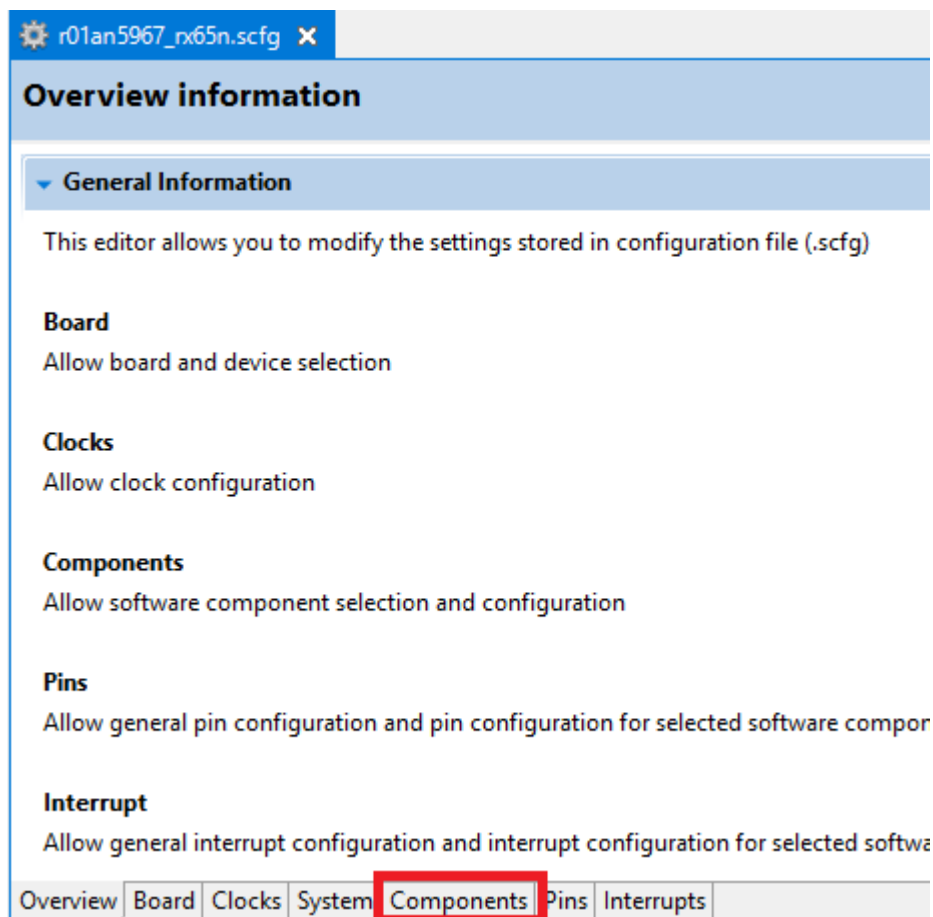 r01an5967_rx65n.scfg
Overview information
General Information
This editor allows you to modify the settings stored in configuration file (.scfg)
Board
Allow board and device selection
Clocks
Allow clock configuration
Components
Allow software component selection and configuration
Pins
Allow general pin configuration and pin configuration for selected software compon
Interrupt
Allow general interrupt configuration and interrupt configuration for selected softwa
Overview Board Clocks System Components Pins Interrupts